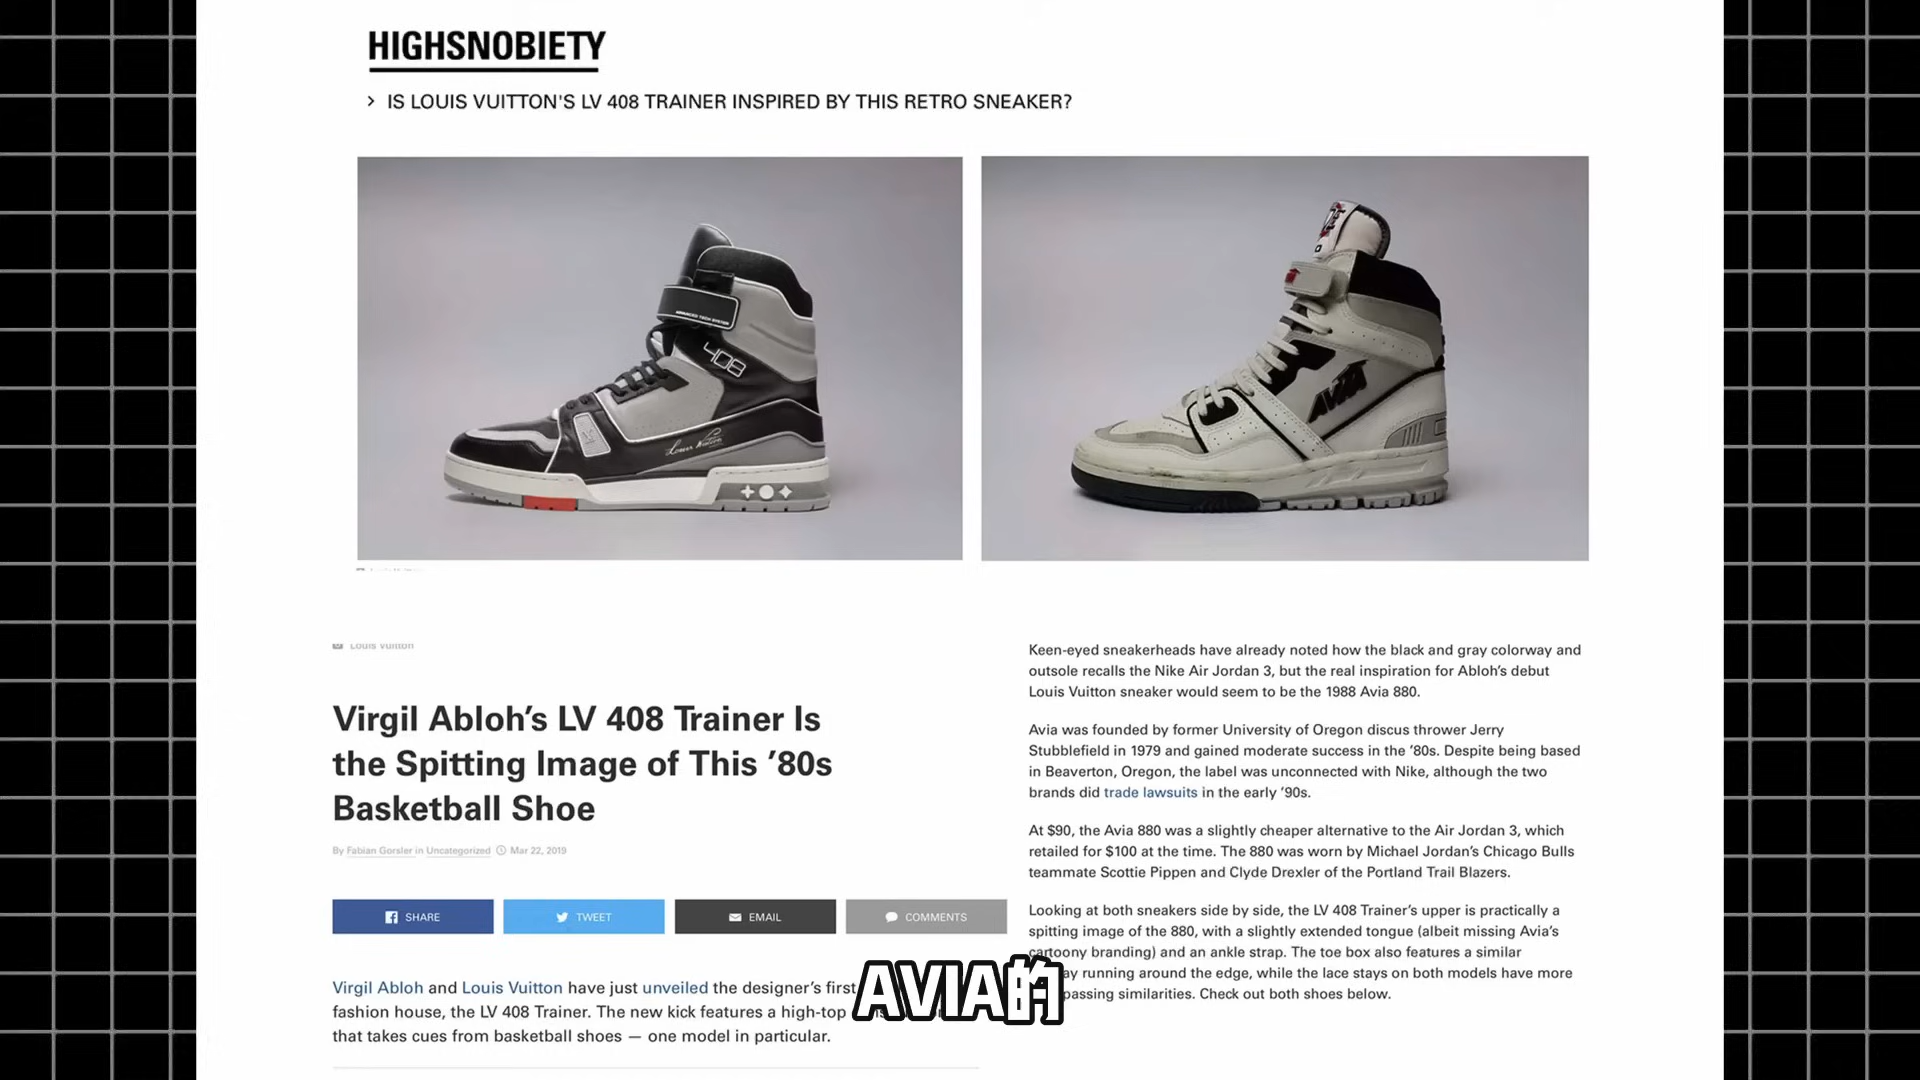 HIGHSNOBIETY
> IS LOUIS VUITTON'S LV 408 TRAINER INSPIRED BY THIS RETRO SNEAKER?
ADVANCED TECH SYSTEM
408
Louis Vuitton
AVIA
Louis Vuitton
Virgil Abloh’s LV 408 Trainer Is
the Spitting Image of This ’80s
Basketball Shoe
By Fabian Gorsler in Uncategorized Mar 22, 2019
SHARE
TWEET
EMAIL
COMMENTS
Virgil Abloh and Louis Vuitton have just unveiled the designer’s first
fashion house, the LV 408 Trainer. The new kick features a high-top
that takes cues from basketball shoes — one model in particular.
Keen-eyed sneakerheads have already noted how the black and gray colorway and
outsole recalls the Nike Air Jordan 3, but the real inspiration for Abloh’s debut
Louis Vuitton sneaker would seem to be the 1988 Avia 880.
Avia was founded by former University of Oregon discus thrower Jerry
Stubblefield in 1979 and gained moderate success in the ’80s. Despite being based
in Beaverton, Oregon, the label was unconnected with Nike, although the two
brands did trade lawsuits in the early ’90s.
At $90, the Avia 880 was a slightly cheaper alternative to the Air Jordan 3, which
retailed for $100 at the time. The 880 was worn by Michael Jordan’s Chicago Bulls
teammate Scottie Pippen and Clyde Drexler of the Portland Trail Blazers.
Looking at both sneakers side by side, the LV 408 Trainer’s upper is practically a
spitting image of the 880, with a slightly extended tongue (albeit missing Avia’s
cartoony branding) and an ankle strap. The toe box also features a similar
running around the edge, while the lace stays on both models have more
passing similarities. Check out both shoes below.
AVIA的